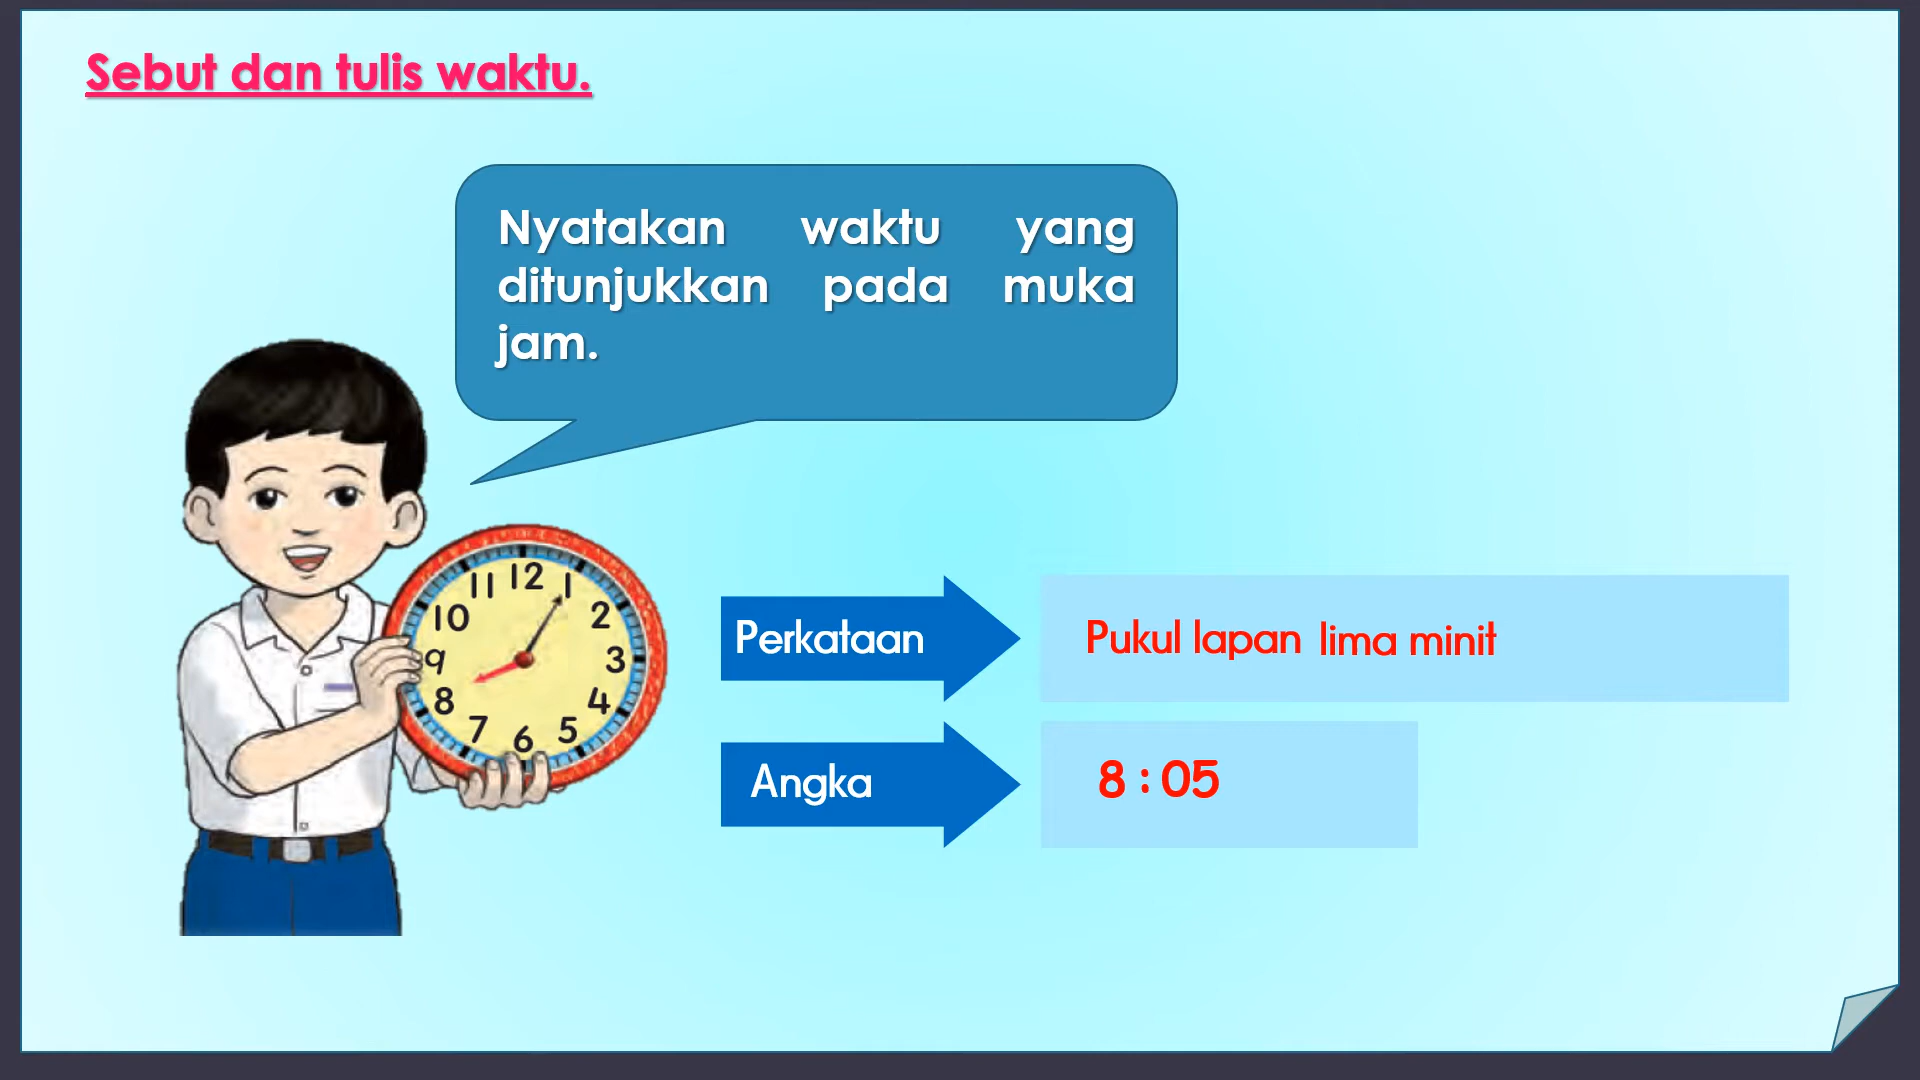 Sebut dan tulis waktu.
Nyatakan waktu yang
ditunjukkan pada muka
jam.
12
1
2
3
4
5
6
7
8
9
10
11
Perkataan
Pukul lapan lima minit
Angka
8 : 05